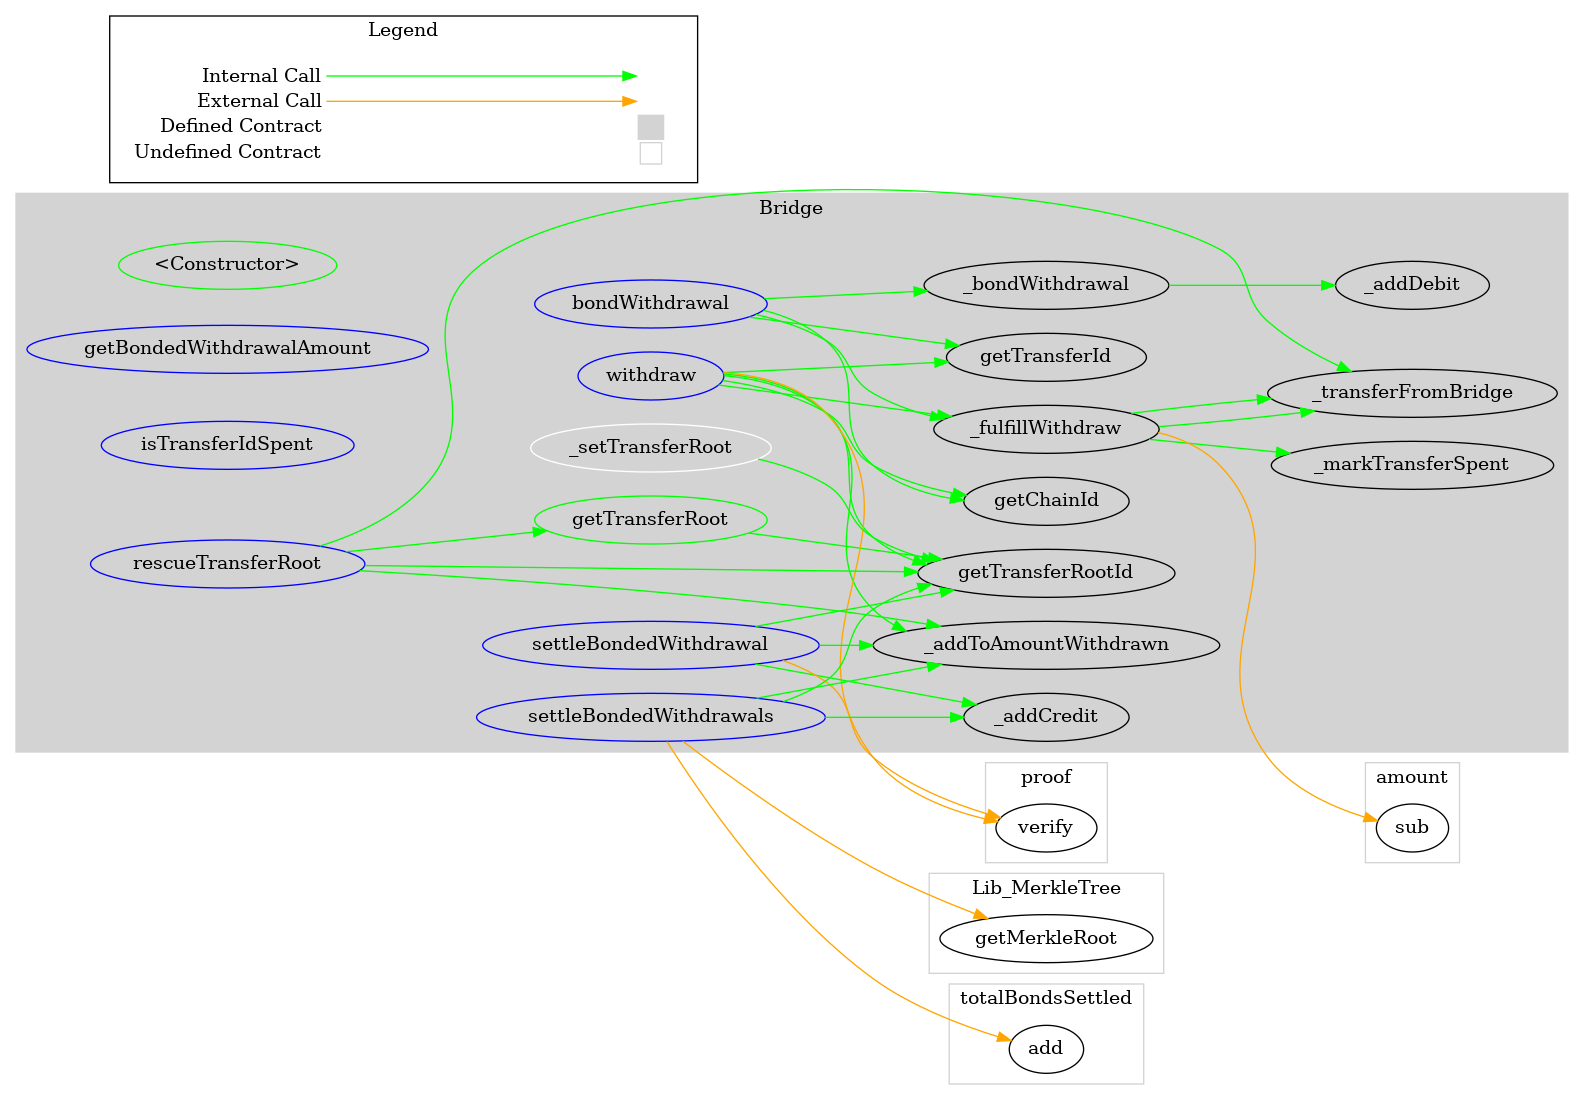 Legend
Internal Call
External Call
Defined Contract
Undefined Contract
Bridge
<Constructor>
getBondedWithdrawalAmount
isTransferIdSpent
rescueTransferRoot
bondWithdrawal
withdraw
_setTransferRoot
getTransferRoot
settleBondedWithdrawal
settleBondedWithdrawals
_bondWithdrawal
getTransferId
_fulfillWithdraw
getChainId
getTransferRootId
_addToAmountWithdrawn
_addCredit
_addDebit
_transferFromBridge
_markTransferSpent
proof
verify
amount
sub
Lib_MerkleTree
getMerkleRoot
totalBondsSettled
add